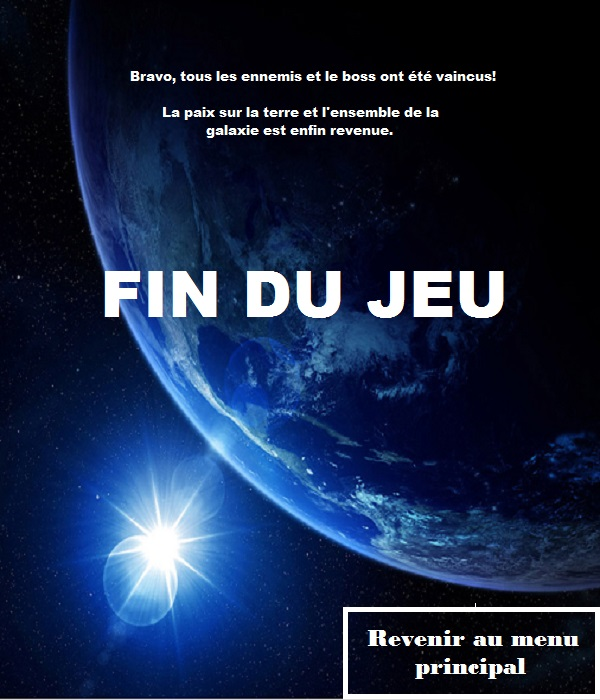 Bravo, tous les ennemis et le boss ont été vaincus!
La paix sur la terre et l'ensemble de la
galaxie est enfin revenue.
FIN DU JEU
Revenir au menu
principal